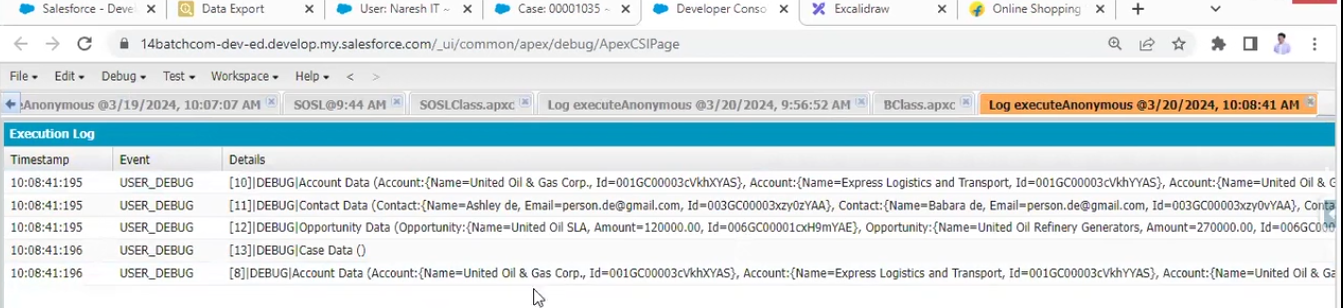 Salesforce - Devel
Data Export
User: Naresh IT ~
Case: 00001035 ~
Developer Conso
Excalidraw
Online Shopping
14batchcom-dev-ed.develop.my.salesforce.com/_ui/common/apex/debug/ApexCSIPage
File Edit Debug Test Workspace Help < >
eAnonymous @3/19/2024, 10:07:07 AM SOSL@9:44 AM SOSLClass.apxc Log executeAnonymous @3/20/2024, 9:56:52 AM BClass.apxc Log executeAnonymous @3/20/2024, 10:08:41 AM
Execution Log
Timestamp Event Details
10:08:41:195 USER_DEBUG [10]|DEBUG|Account Data (Account:{Name=United Oil & Gas Corp., Id=001GC00003cVkhXYAS}, Account:{Name=Express Logistics and Transport, Id=001GC00003cVkhYYAS}, Account:{Name=United Oil & G
10:08:41:195 USER_DEBUG [11]|DEBUG|Contact Data (Contact:{Name=Ashley de, Email=person.de@gmail.com, Id=003GC00003xzy0zYAA}, Contact:{Name=Babara de, Email=person.de@gmail.com, Id=003GC00003xzy0vYAA}, Conta
10:08:41:195 USER_DEBUG [12]|DEBUG|Opportunity Data (Opportunity:{Name=United Oil SLA, Amount=120000.00, Id=006GC00001cxH9mYAE}, Opportunity:{Name=United Oil Refinery Generators, Amount=270000.00, Id=006GC00
10:08:41:196 USER_DEBUG [13]|DEBUG|Case Data ()
10:08:41:196 USER_DEBUG [8]|DEBUG|Account Data (Account:{Name=United Oil & Gas Corp., Id=001GC00003cVkhXYAS}, Account:{Name=Express Logistics and Transport, Id=001GC00003cVkhYYAS}, Account:{Name=United Oil & Ga